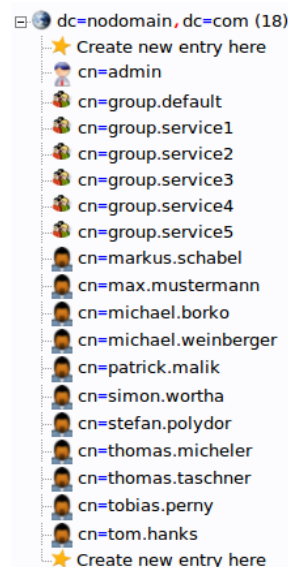 dc=nodomain,dc=com (18)
Create new entry here
cn=admin
cn=group.default
cn=group.service1
cn=group.service2
cn=group.service3
cn=group.service4
cn=group.service5
cn=markus.schabel
cn=max.mustermann
cn=michael.borko
cn=michael.weinberger
cn=patrick.malik
cn=simon.wortha
cn=stefan.polydor
cn=thomas.micheler
cn=thomas.taschner
cn=tobias.perny
cn=tom.hanks
Create new entry here